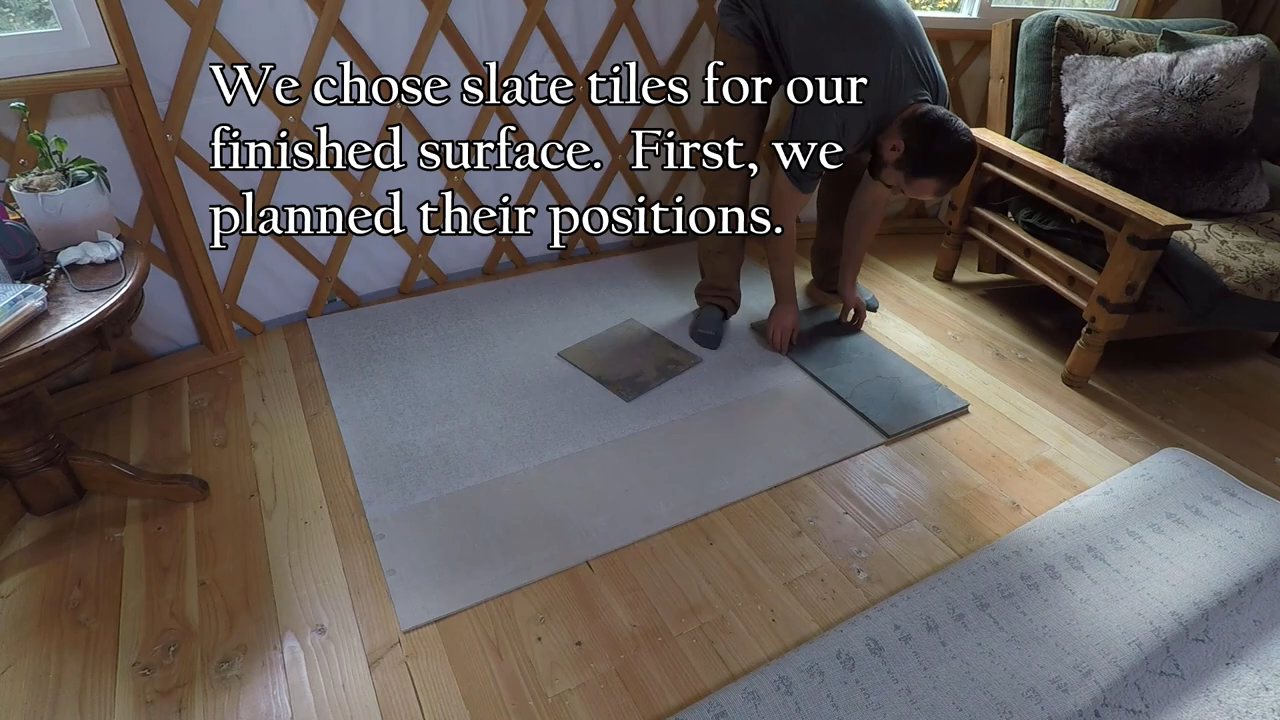 We chose slate tiles for our
finished surface.  First, we
planned their positions.